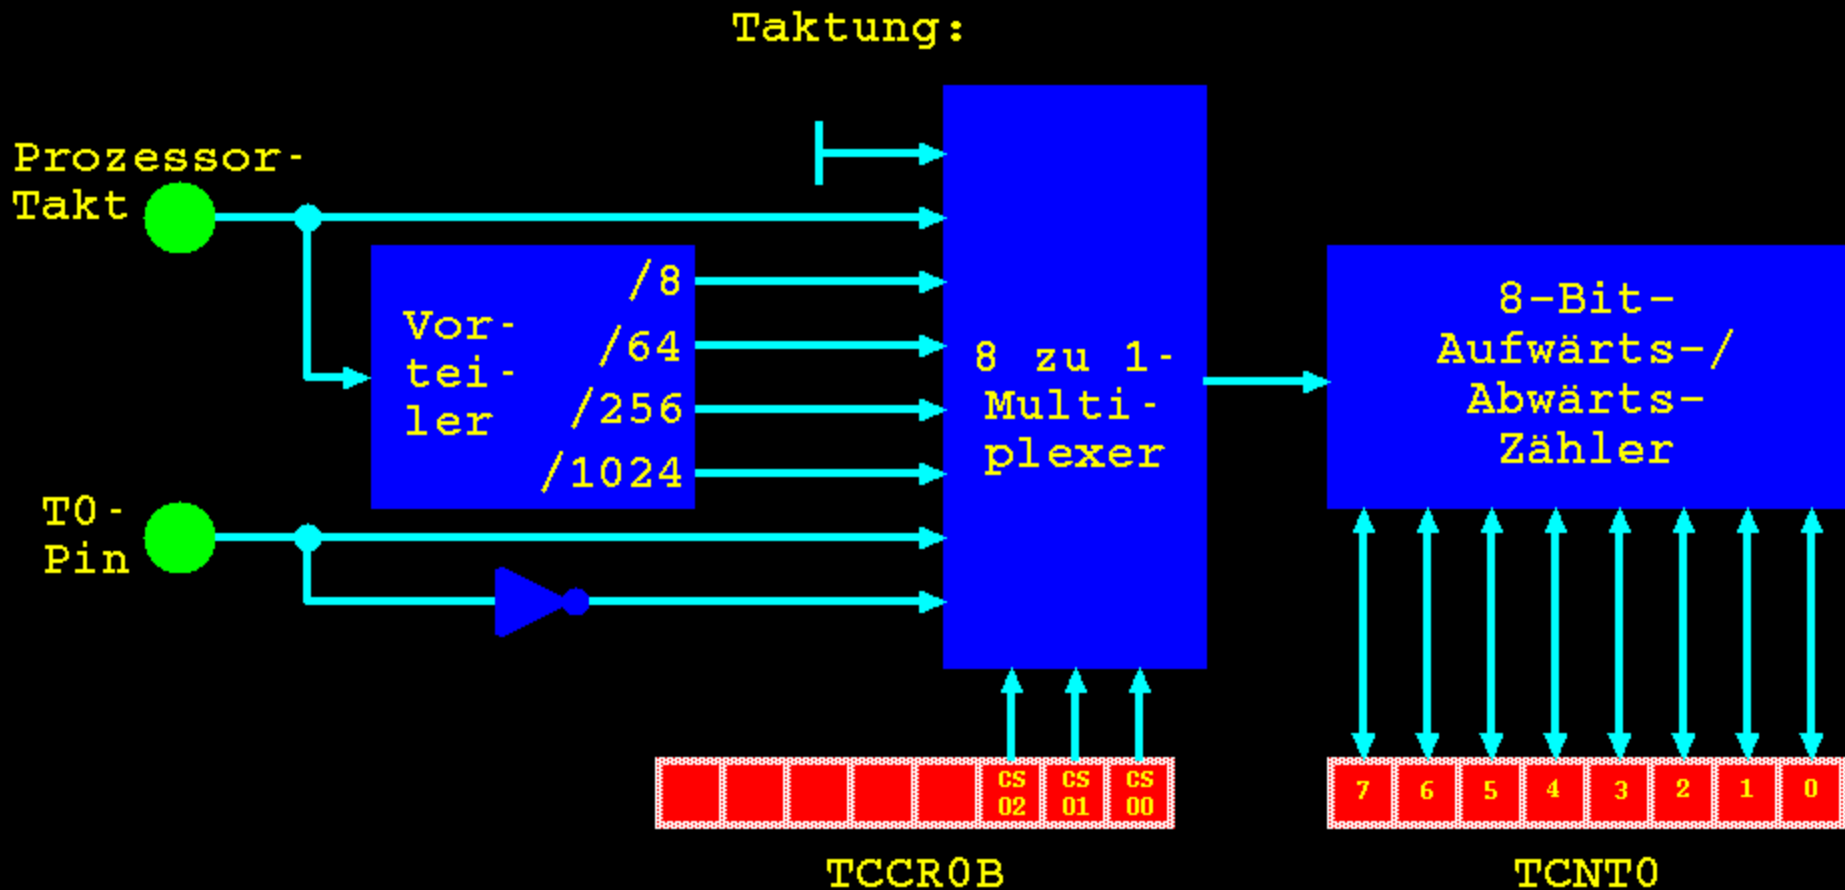 Taktung:
Prozessor-
Takt
Vor-
tei-
ler
/8
/64
/256
/1024
T0-
Pin
8 zu 1-
Multi-
plexer
8-Bit-
Aufwärts-/
Abwärts-
Zähler
CS
02
CS
01
CS
00
TCCR0B
7 6 5 4 3 2 1 0
TCNT0